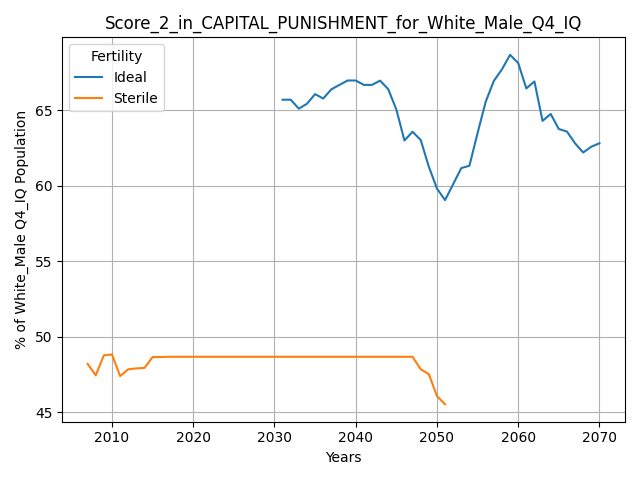 Score_2_in_CAPITAL_PUNISHMENT_for_White_Male_Q4_IQ
Fertility
Ideal
Sterile
% of White_Male Q4_IQ Population
65
60
55
50
45
2010 2020 2030 2040 2050 2060 2070
Years